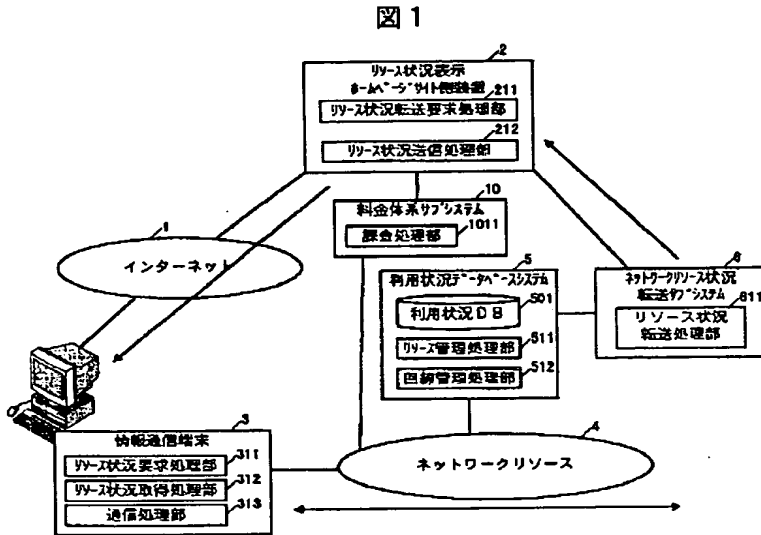 図1
2
リソース状況表示
ホームページサイト側装置
211
リソース状況転送要求処理部
212
リソース状況送信処理部
10
料金体系サブシステム
1011
課金処理部
1
インターネット
5
利用状況データベースシステム
501
利用状況DB
511
リソース管理処理部
512
回線管理処理部
6
ネットワークリソース状況
転送サブシステム
611
リソース状況
転送処理部
3
情報通信端末
311
リソース状況要求処理部
312
リソース状況取得処理部
313
通信処理部
4
ネットワークリソース